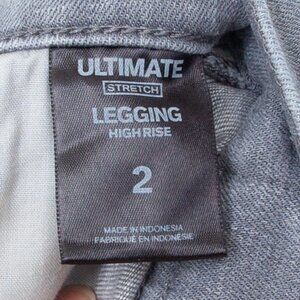 ULTIMATE
STRETCH
LEGGING
HIGH RISE
2
MADE IN INDONESIA
FABRIQUÉ EN INDONÉSIE